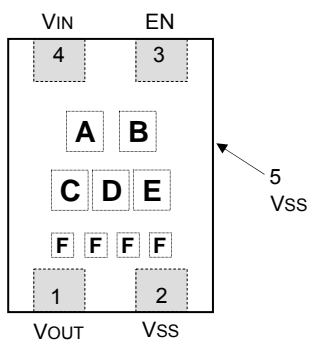 VIN EN
4 3
A B
C D E
5
VSS
F F F F
1 2
VOUT VSS